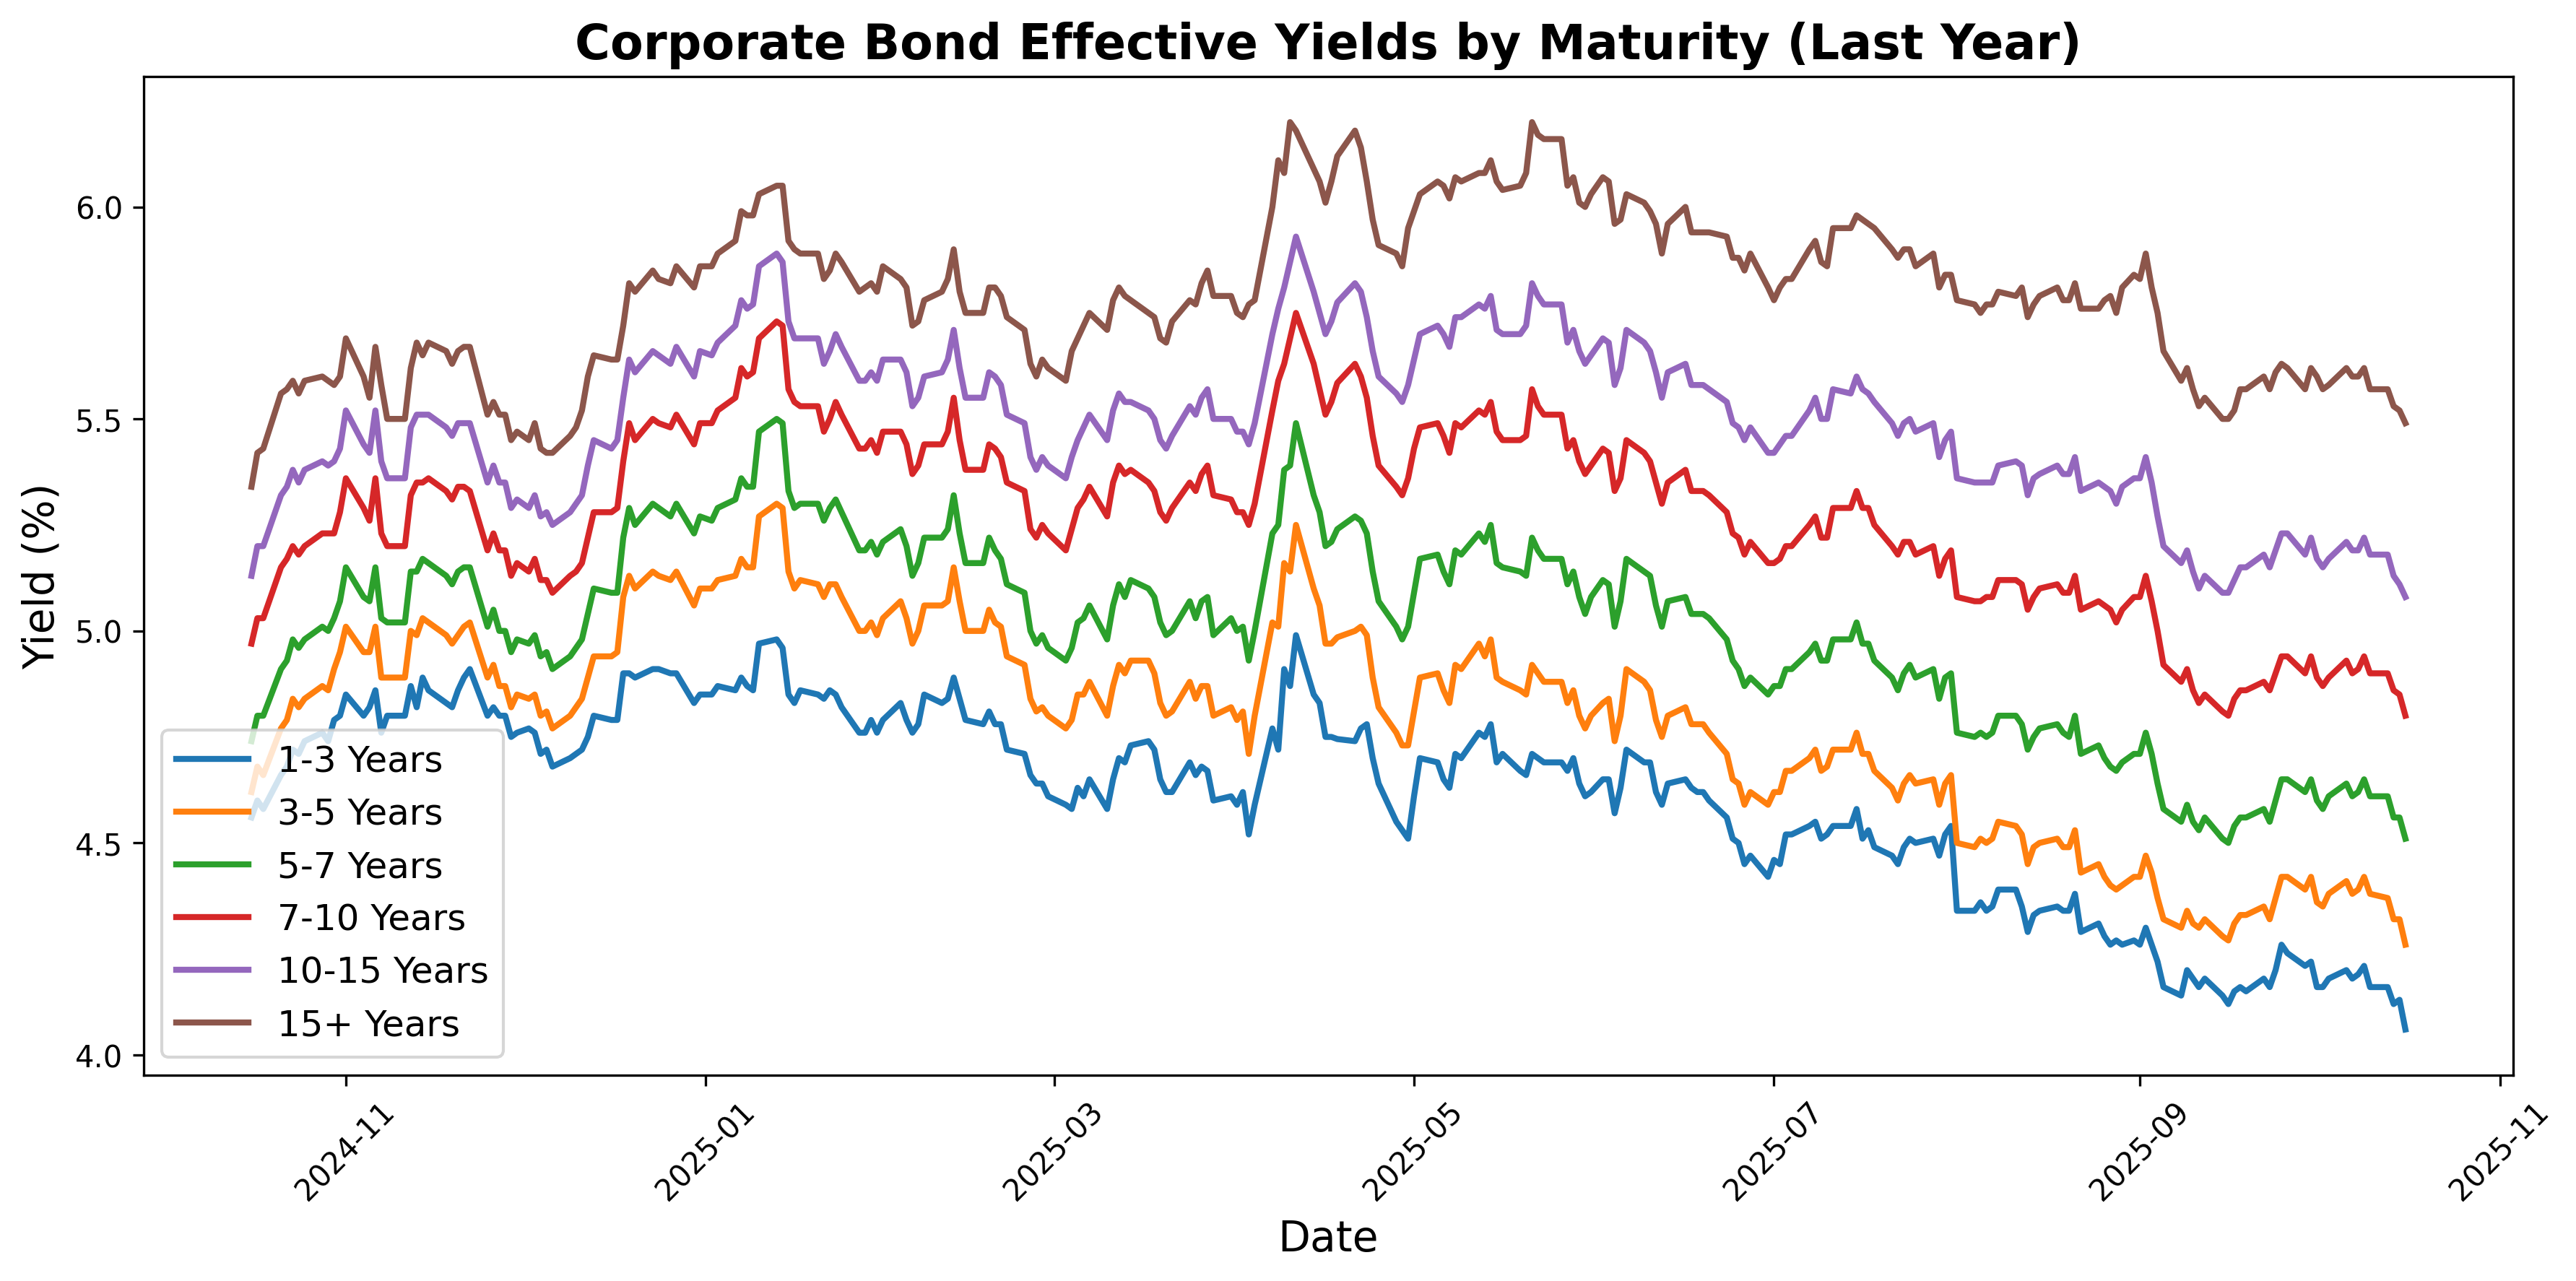 Corporate Bond Effective Yields by Maturity (Last Year)
Yield (%)
6.0
5.5
5.0
4.5
4.0
1-3 Years
3-5 Years
5-7 Years
7-10 Years
10-15 Years
15+ Years
2024-11
2025-01
2025-03
2025-05
2025-07
2025-09
2025-11
Date